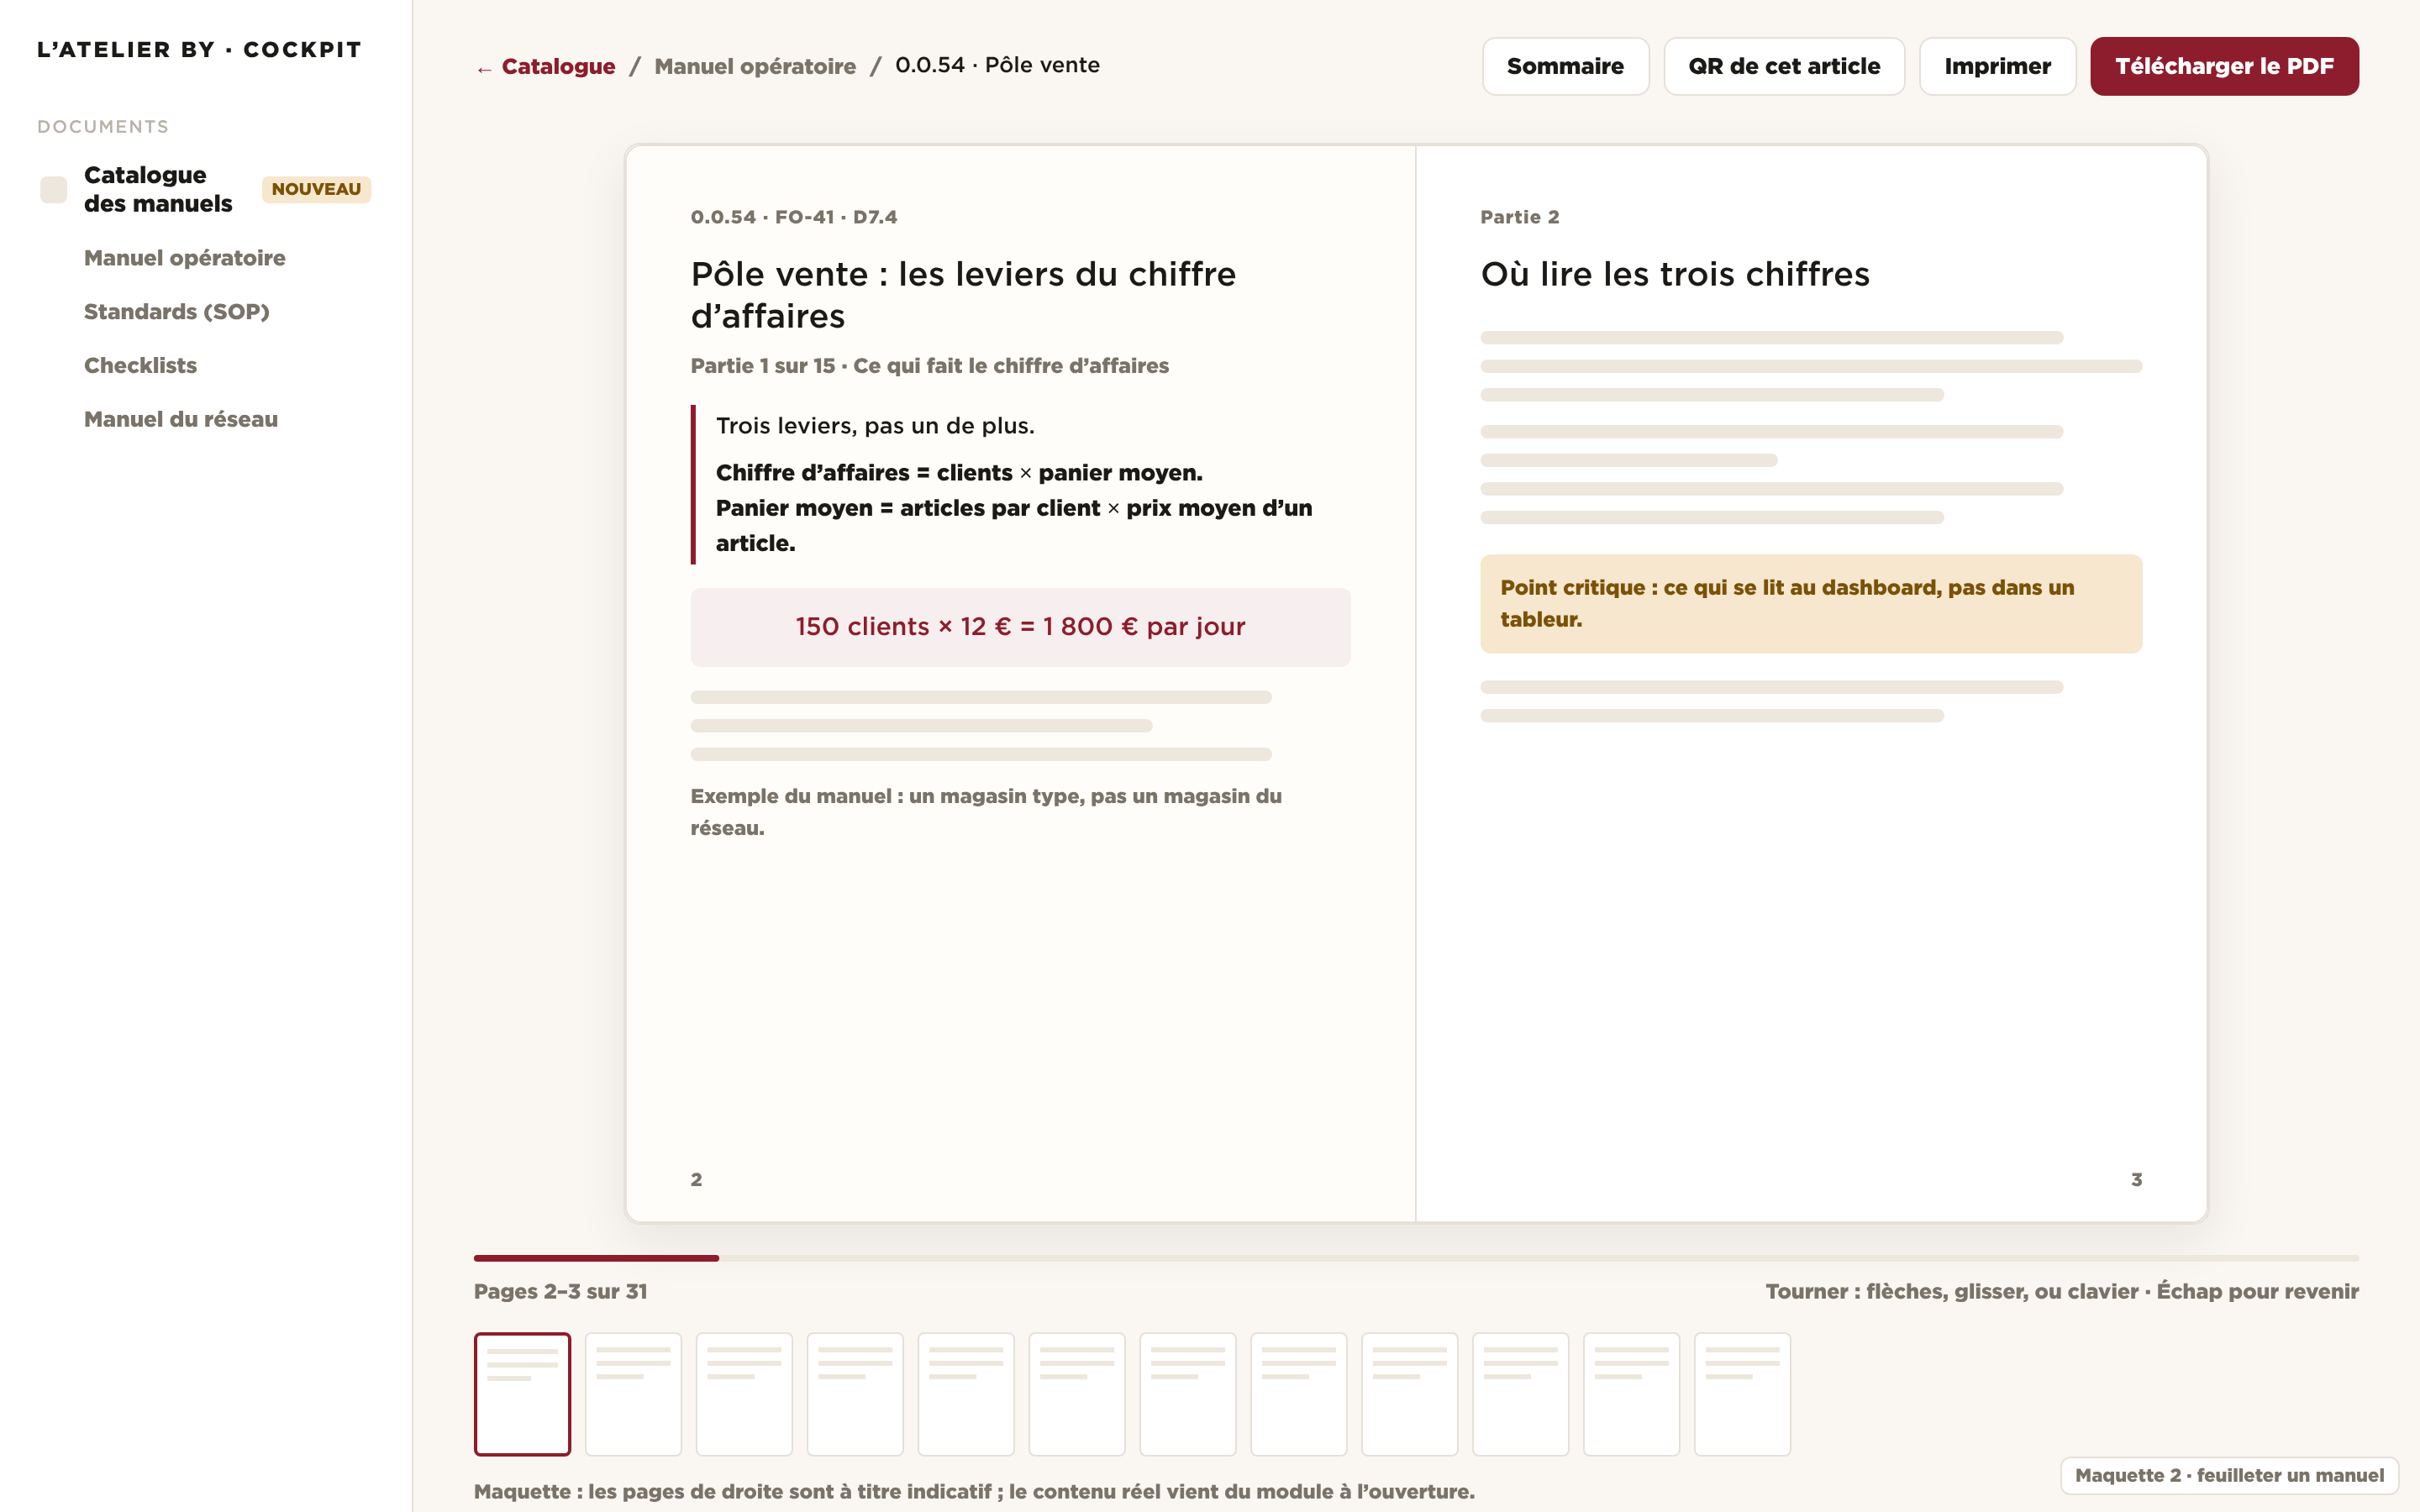 L’ATELIER BY · COCKPIT
DOCUMENTS
Catalogue
des manuels
NOUVEAU
Manuel opératoire
Standards (SOP)
Checklists
Manuel du réseau
← Catalogue / Manuel opératoire / 0.0.54 · Pôle vente
Sommaire
QR de cet article
Imprimer
Télécharger le PDF
0.0.54 · FO-41 · D7.4
Pôle vente : les leviers du chiffre
d’affaires
Partie 1 sur 15 · Ce qui fait le chiffre d’affaires
Trois leviers, pas un de plus.
Chiffre d’affaires = clients × panier moyen.
Panier moyen = articles par client × prix moyen d’un
article.
150 clients × 12 € = 1 800 € par jour
Exemple du manuel : un magasin type, pas un magasin du
réseau.
2
Partie 2
Où lire les trois chiffres
Point critique : ce qui se lit au dashboard, pas dans un
tableur.
3
Pages 2–3 sur 31
Tourner : flèches, glisser, ou clavier · Échap pour revenir
Maquette : les pages de droite sont à titre indicatif ; le contenu réel vient du module à l’ouverture.
Maquette 2 · feuilleter un manuel